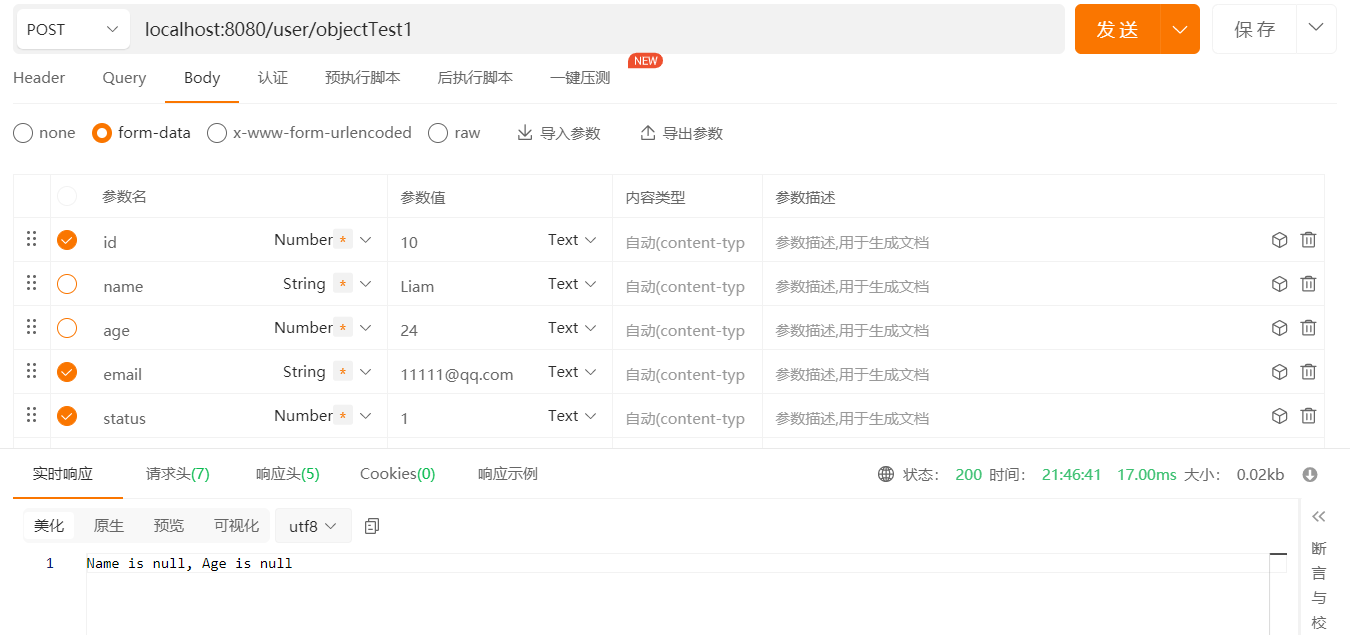 POST localhost:8080/user/objectTest1 发送 保存
NEW
Header Query Body 认证 预执行脚本 后执行脚本 一键压测
none form-data x-www-form-urlencoded raw 导入参数 导出参数
参数名 参数值 内容类型 参数描述
id Number * 10 Text 自动(content-typ 参数描述,用于生成文档
name String * Liam Text 自动(content-typ 参数描述,用于生成文档
age Number * 24 Text 自动(content-typ 参数描述,用于生成文档
email String * 11111@qq.com Text 自动(content-typ 参数描述,用于生成文档
status Number * 1 Text 自动(content-typ 参数描述,用于生成文档
实时响应 请求头(7) 响应头(5) Cookies(0) 响应示例 状态: 200 时间: 21:46:41 17.00ms 大小: 0.02kb
美化 原生 预览 可视化 utf8
1 Name is null, Age is null
断
言
与
校